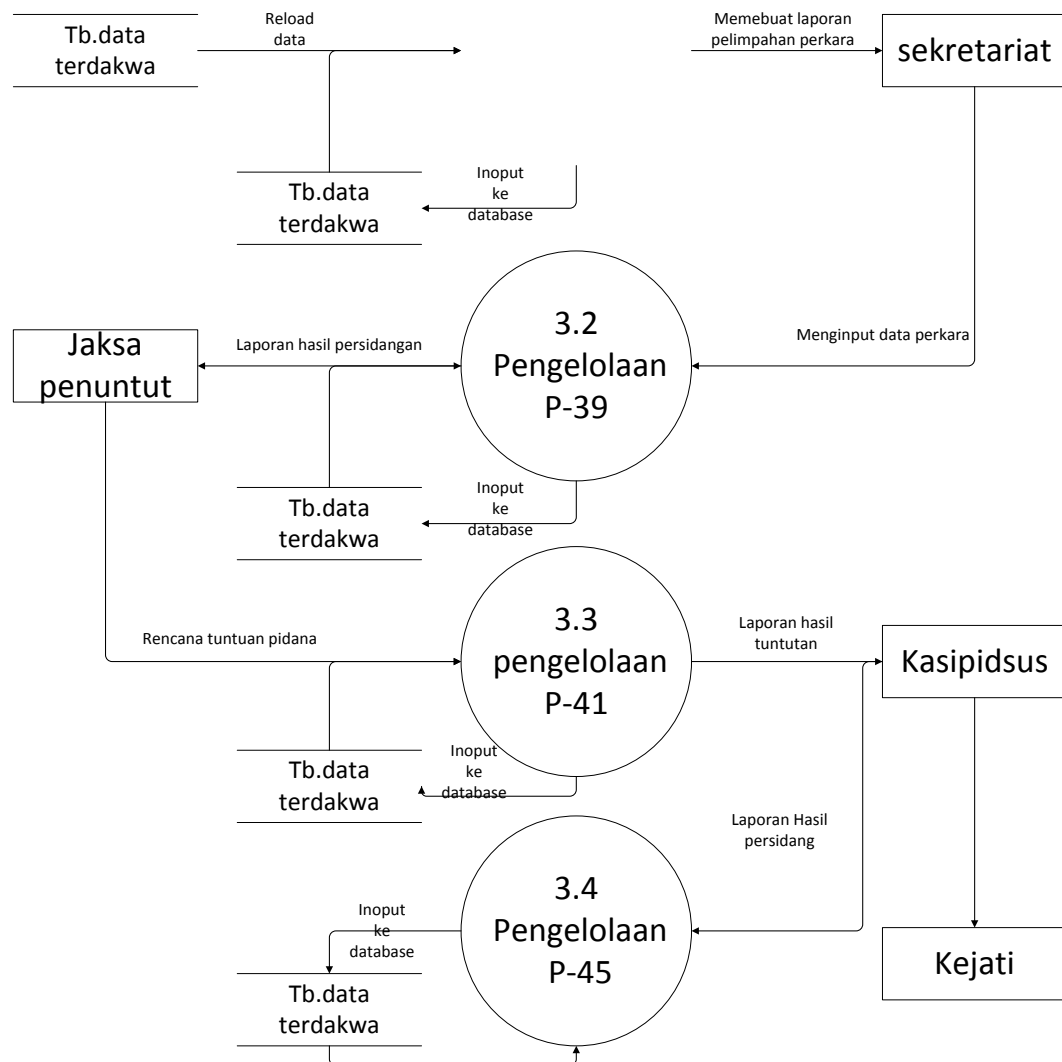 Tb.data
terdakwa
Reload
data
Memebuat laporan
pelimpahan perkara
sekretariat
Tb.data
terdakwa
Inoput
ke
database
3.2
Pengelolaan
P-39
Jaksa
penuntut
Laporan hasil persidangan
Menginput data perkara
Tb.data
terdakwa
Inoput
ke
database
3.3
pengelolaan
P-41
Rencana tuntuan pidana
Laporan hasil
tuntutan
Kasipidsus
Tb.data
terdakwa
Inoput
ke
database
Laporan Hasil
persidang
3.4
Pengelolaan
P-45
Inoput
ke
database
Kejati
Tb.data
terdakwa